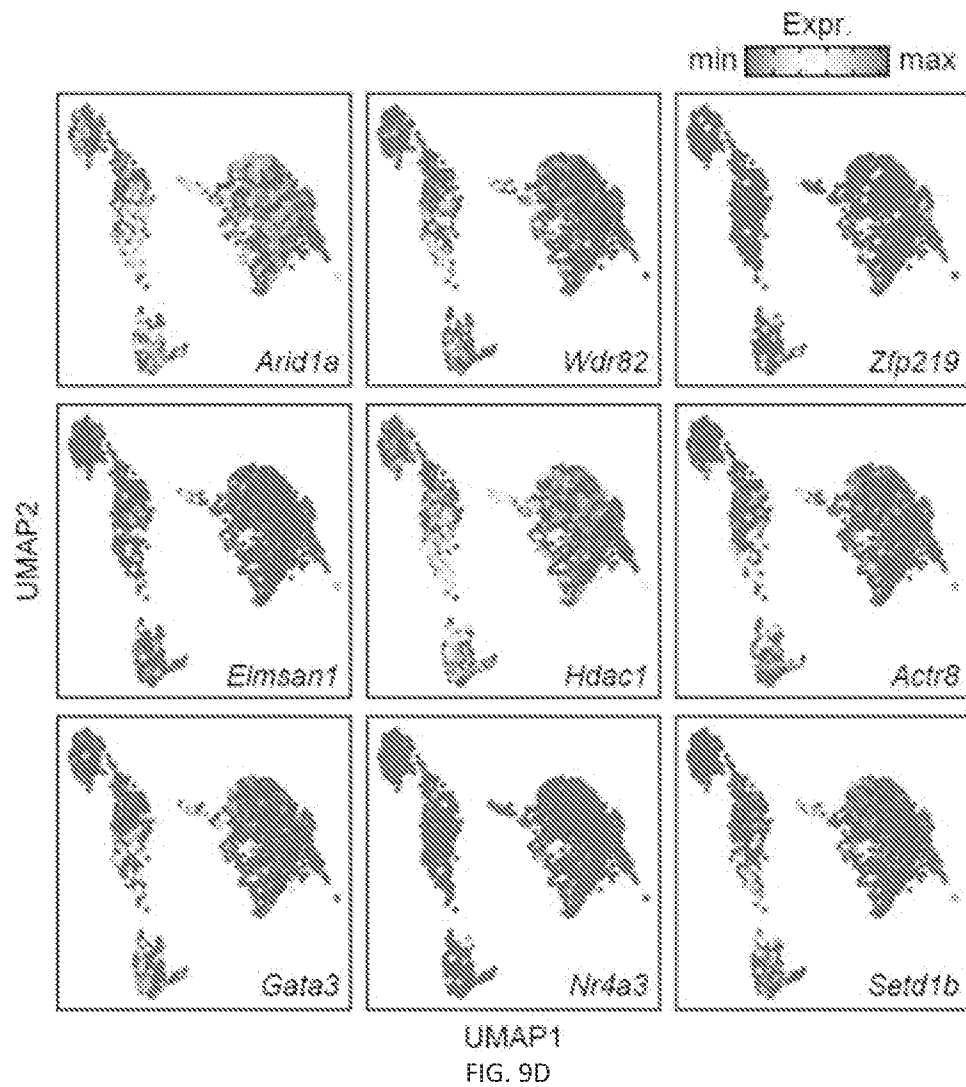 Expr.
min max
Arid1a Wdr82 Zfp219
UMAP2
Elmsan1 Hdac1 Actr8
Gata3 Nr4a3 Setd1b
UMAP1
FIG. 9D